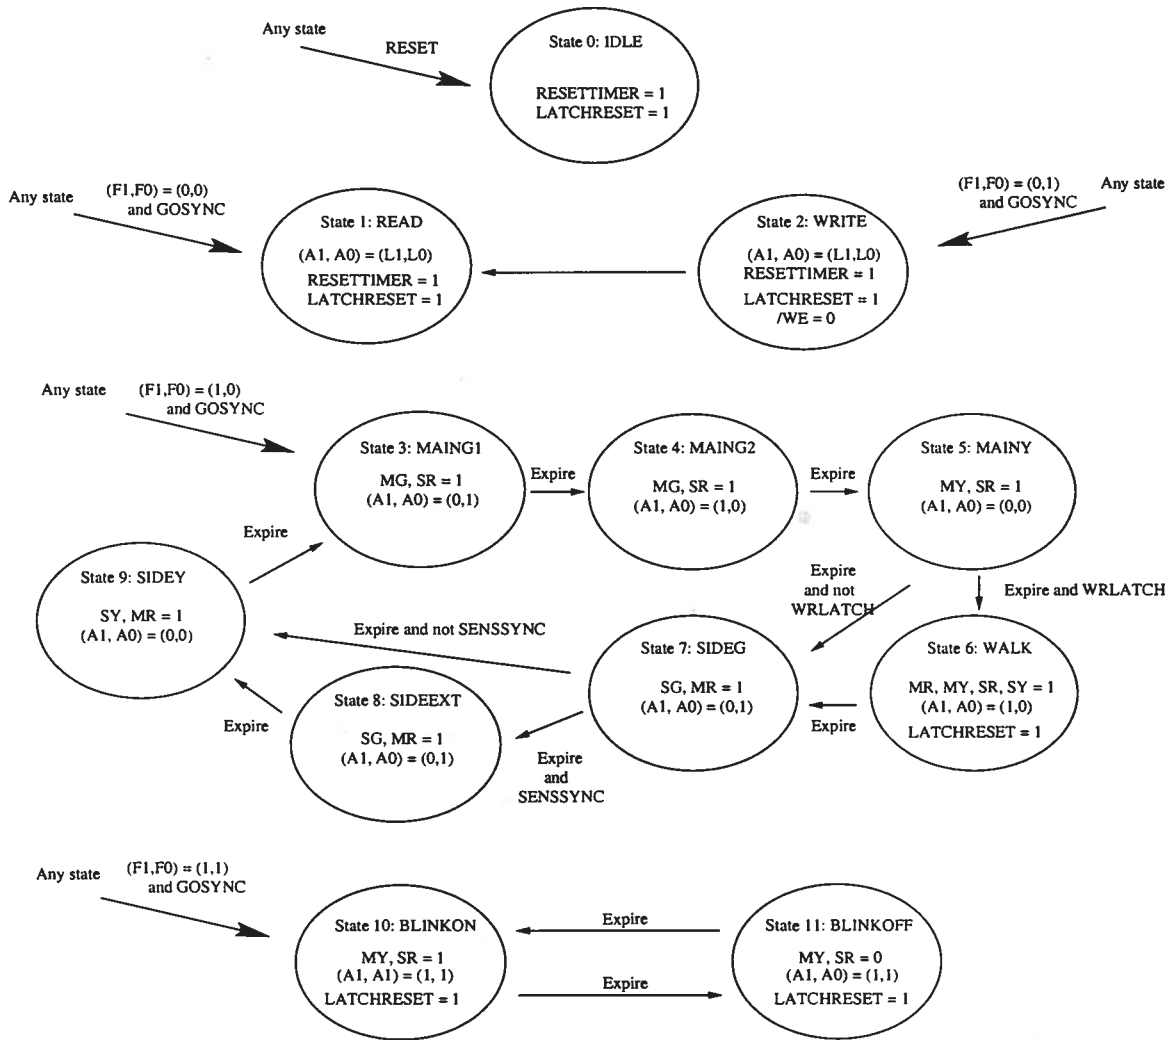 Any state
RESET
State 0: IDLE
RESETTIMER = 1
LATCHRESET = 1
Any state
(F1,F0) = (0,0)
and GOSYNC
State 1: READ
(A1, A0) = (L1,L0)
RESETTIMER = 1
LATCHRESET = 1
(F1,F0) = (0,1)
and GOSYNC
Any state
State 2: WRITE
(A1, A0) = (L1,L0)
RESETTIMER = 1
LATCHRESET = 1
/WE = 0
Any state
(F1,F0) = (1,0)
and GOSYNC
State 3: MAING1
MG, SR = 1
(A1, A0) = (0,1)
Expire
State 4: MAING2
MG, SR = 1
(A1, A0) = (1,0)
Expire
State 5: MAINY
MY, SR = 1
(A1, A0) = (0,0)
Expire
State 9: SIDEY
SY, MR = 1
(A1, A0) = (0,0)
Expire
and not
WRLATCH
Expire and WRLATCH
Expire and not SENSSYNC
State 7: SIDEG
SG, MR = 1
(A1, A0) = (0,1)
State 6: WALK
MR, MY, SR, SY = 1
(A1, A0) = (1,0)
LATCHRESET = 1
Expire
Expire
State 8: SIDEEXT
SG, MR = 1
(A1, A0) = (0,1)
Expire
and
SENSSYNC
Any state
(F1,F0) = (1,1)
and GOSYNC
State 10: BLINKON
MY, SR = 1
(A1, A1) = (1, 1)
LATCHRESET = 1
Expire
Expire
State 11: BLINKOFF
MY, SR = 0
(A1, A0) = (1,1)
LATCHRESET = 1